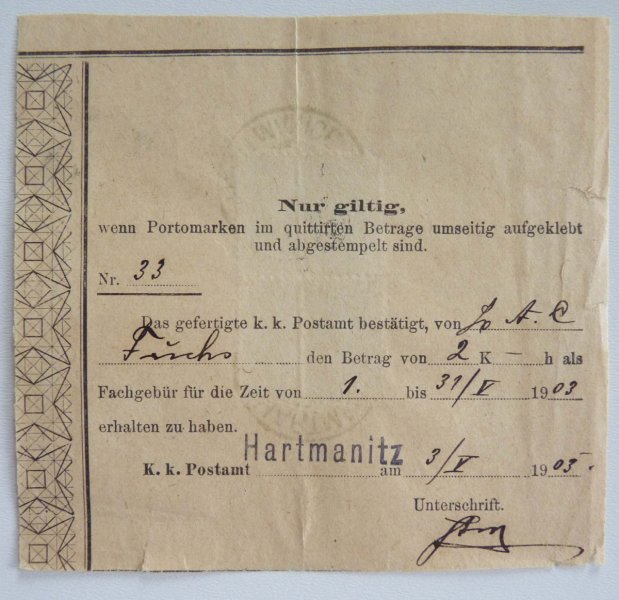 Nur giltig,
wenn Portomarken im quittirten Betrage umseitig aufgeklebt
und abgestempelt sind.
Nr. 33
Das gefertigte k. k. Postamt bestätigt, von
Fuchs den Betrag von 2 K — h als
Fachgebür für die Zeit von 1. bis 31/V 1903
erhalten zu haben.
Hartmanitz
K. k. Postamt am 3/V 1903.
Unterschrift.